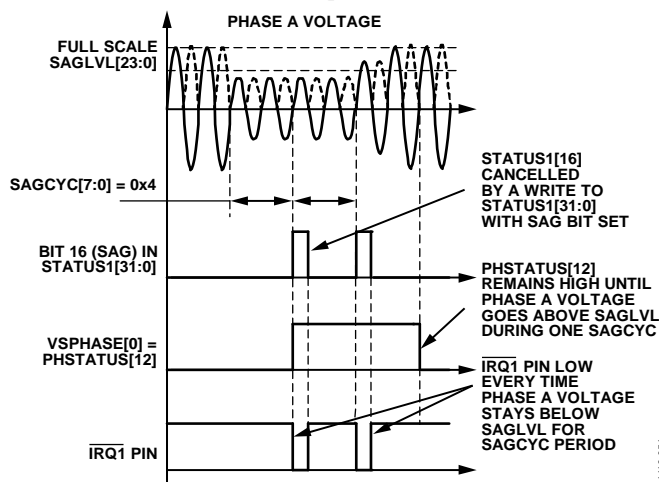 PHASE A VOLTAGE
FULL SCALE
SAGLVL[23:0]
SAGCYC[7:0] = 0x4
STATUS1[16]
CANCELLED
BY A WRITE TO
STATUS1[31:0]
WITH SAG BIT SET
BIT 16 (SAG) IN
STATUS1[31:0]
PHSTATUS[12]
REMAINS HIGH UNTIL
PHASE A VOLTAGE
GOES ABOVE SAGLVL
DURING ONE SAGCYC
VSPHASE[0] =
PHSTATUS[12]
IRQ1 PIN LOW
EVERY TIME
PHASE A VOLTAGE
STAYS BELOW
SAGLVL FOR
SAGCYC PERIOD
IRQ1 PIN